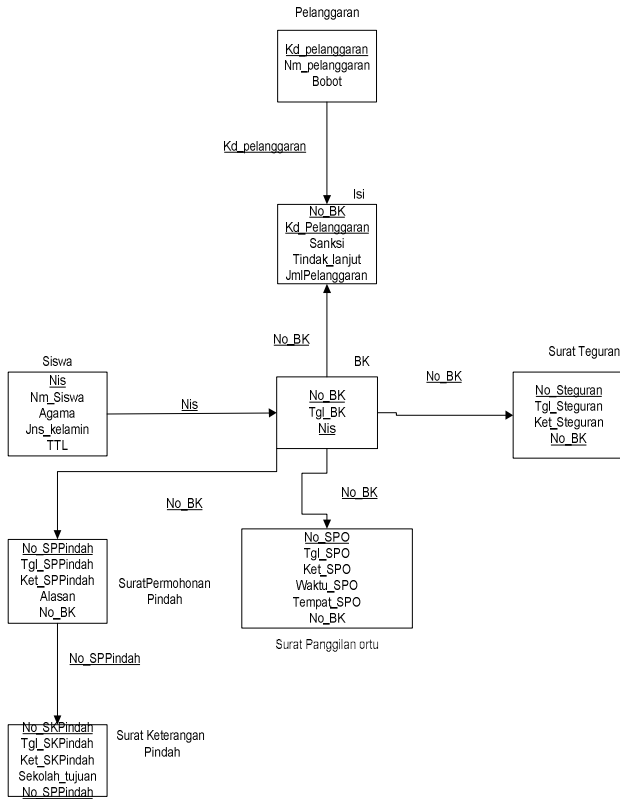 Pelanggaran
Kd_pelanggaran
Nm_pelanggaran
Bobot
Kd_pelanggaran
Isi
No_BK
Kd_Pelanggaran
Sanksi
Tindak_lanjut
JmlPelanggaran
No_BK
Siswa
Nis
Nm_Siswa
Agama
Jns_kelamin
TTL
Nis
BK
No_BK
Tgl_BK
Nis
No_BK
Surat Teguran
No_Steguran
Tgl_Steguran
Ket_Steguran
No_BK
No_BK
No_BK
No_SPPindah
Tgl_SPPindah
Ket_SPPindah
Alasan
No_BK
SuratPermohonan
Pindah
No_SPO
Tgl_SPO
Ket_SPO
Waktu_SPO
Tempat_SPO
No_BK
Surat Panggilan ortu
No_SPPindah
No_SKPindah
Tgl_SKPindah
Ket_SKPindah
Sekolah_tujuan
No_SPPindah
Surat Keterangan
Pindah